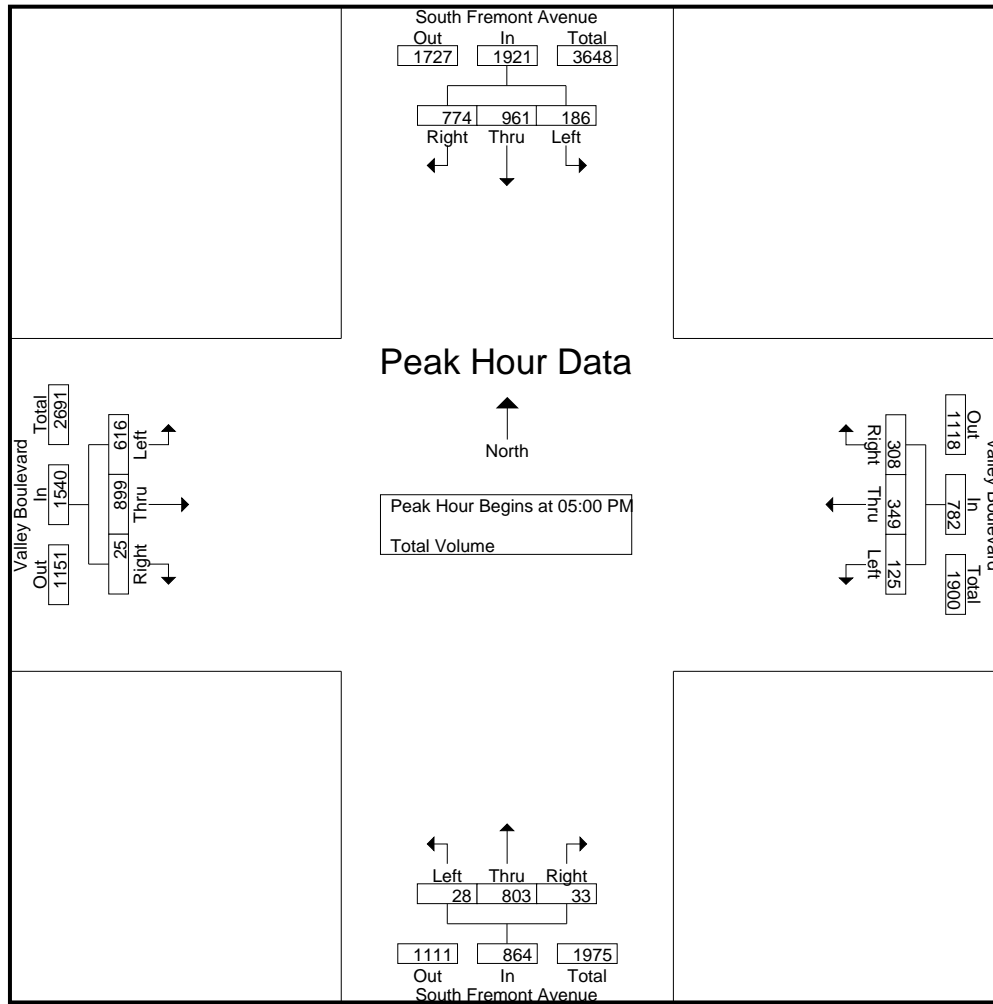 South Fremont Avenue
Out In Total
1727 1921 3648
774 961 186
Right Thru Left
Peak Hour Data
North
Peak Hour Begins at 05:00 PM
Total Volume
Valley Boulevard
Total In Out
2691 1540 1151
616 899 25
Left Thru Right
Valley Boulevard
Out In Total
1118 782 1900
308 349 125
Right Thru Left
Left Thru Right
28 803 33
1111 864 1975
Out In Total
South Fremont Avenue